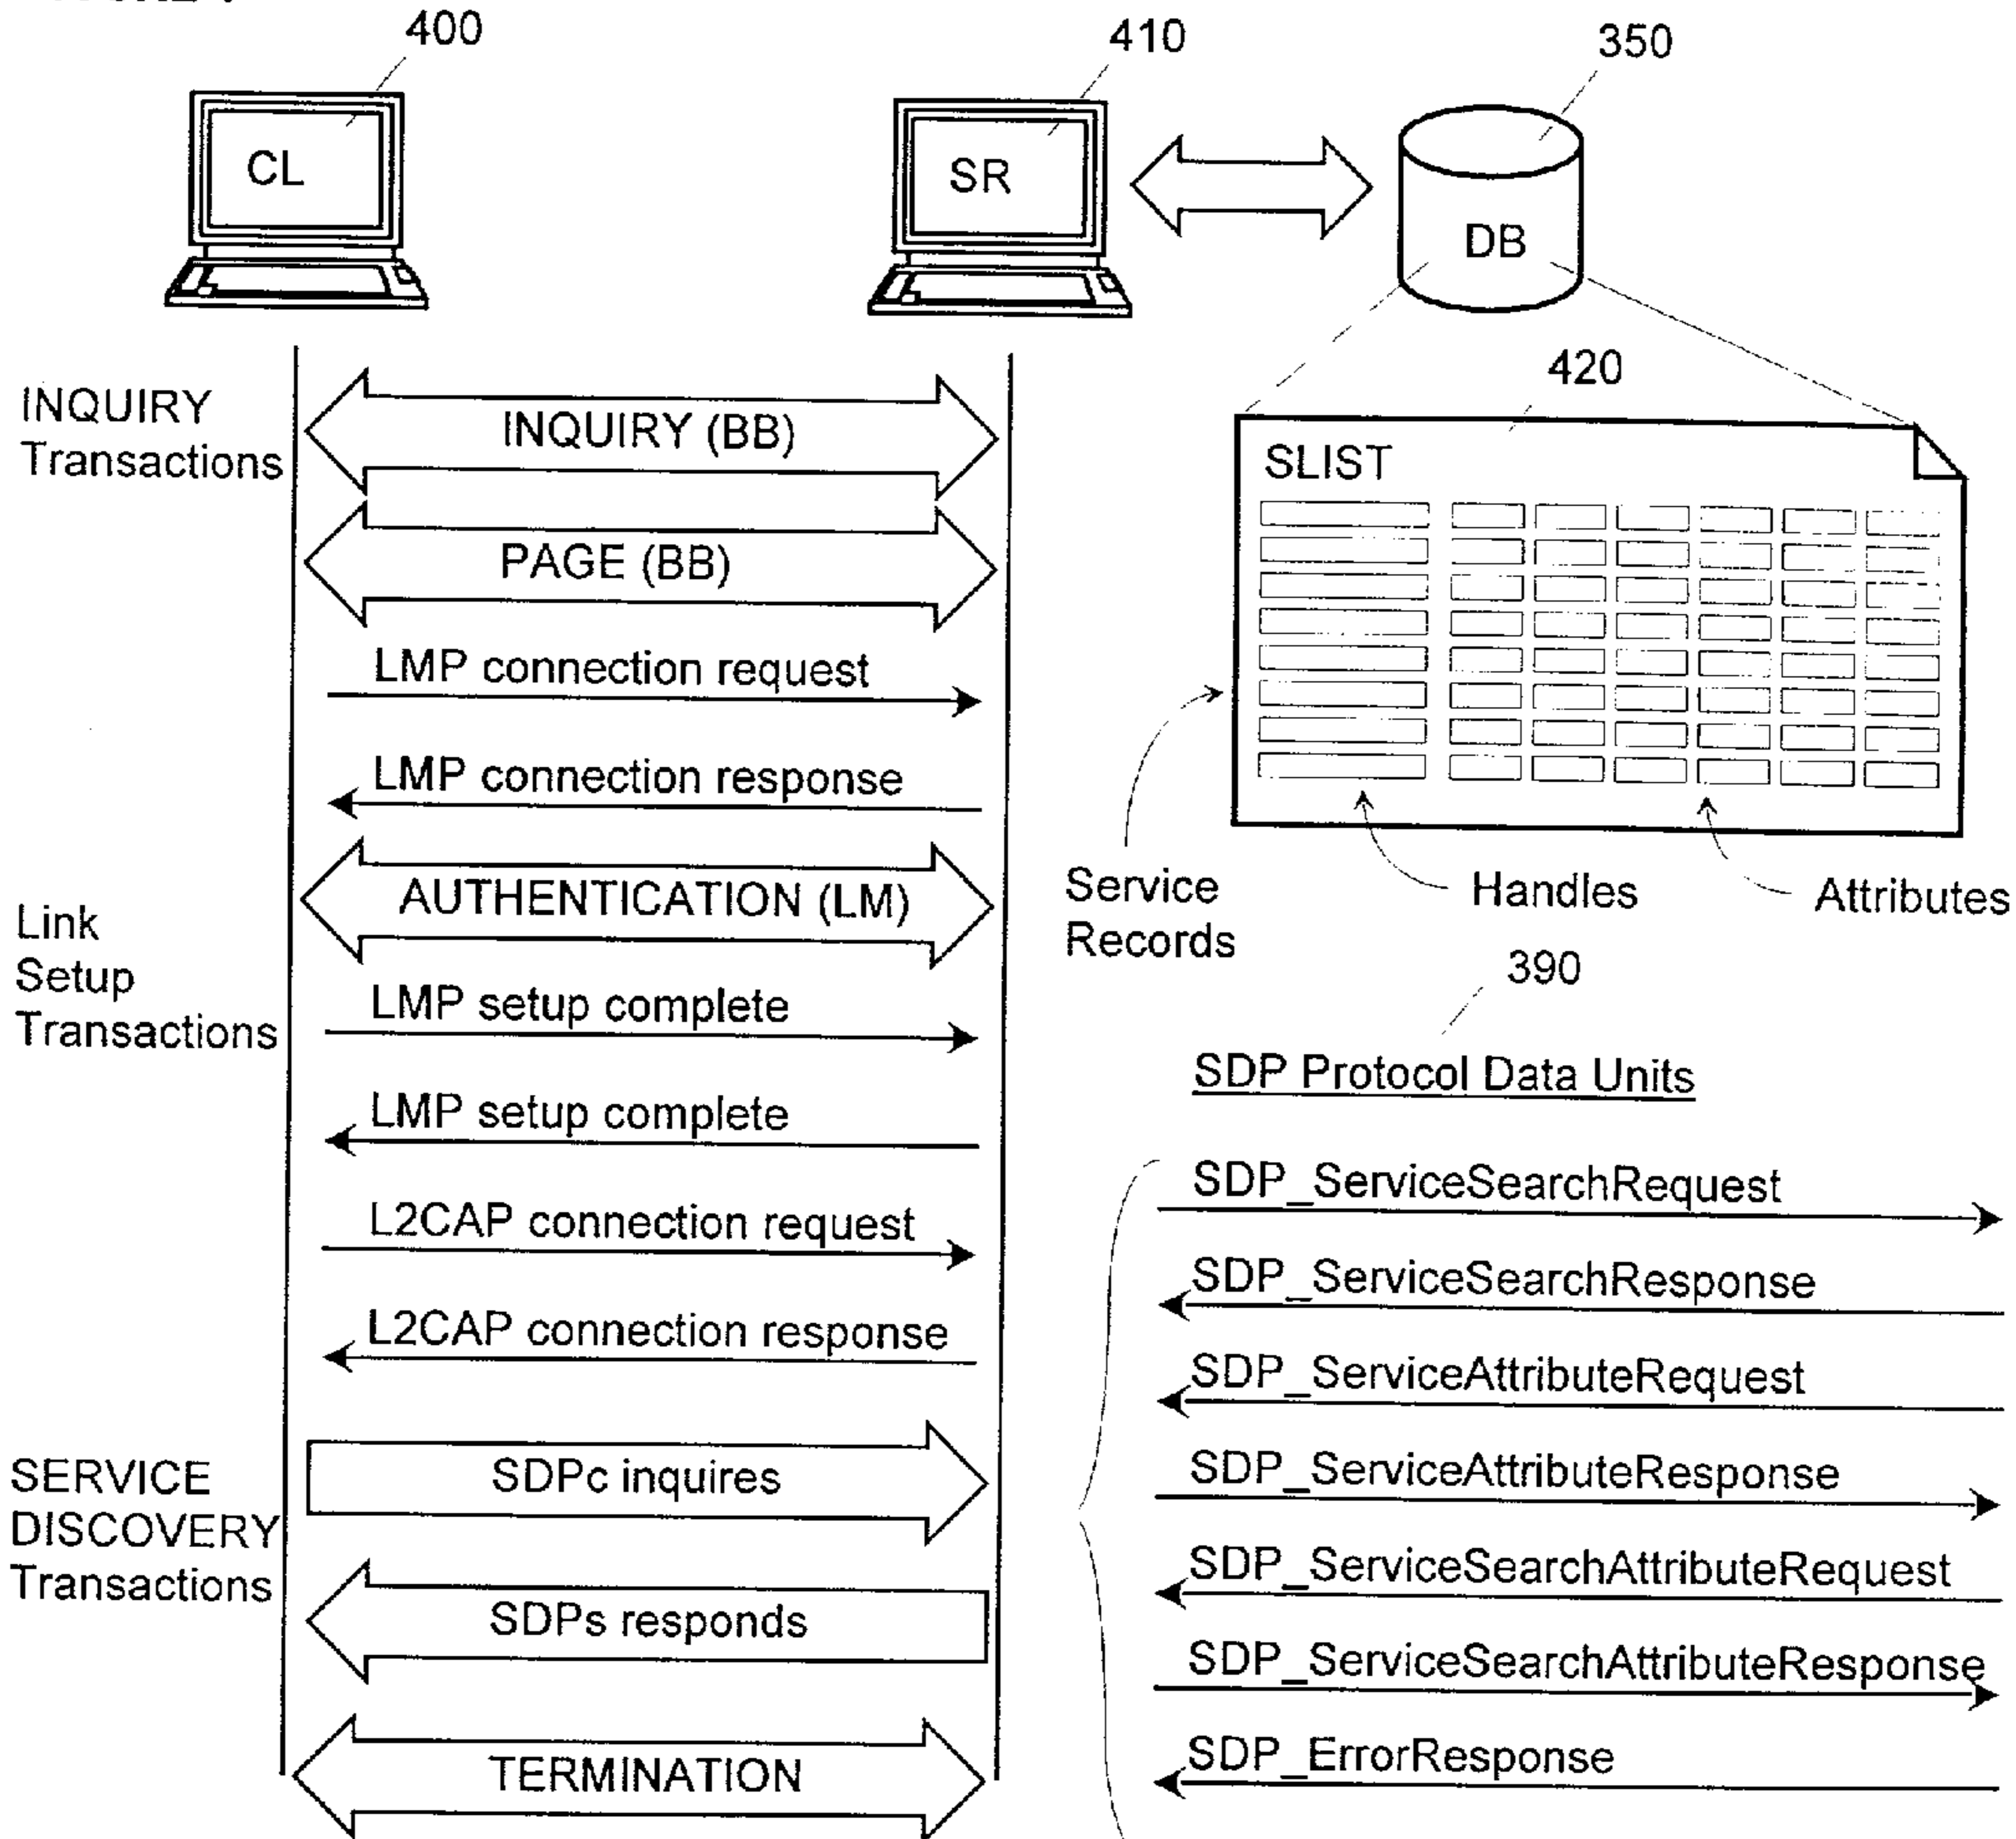 400
410
350
CL
SR
DB
INQUIRY
Transactions
INQUIRY (BB)
PAGE (BB)
LMP connection request
LMP connection response
AUTHENTICATION (LM)
Link
Setup
Transactions
LMP setup complete
LMP setup complete
L2CAP connection request
L2CAP connection response
SERVICE
DISCOVERY
Transactions
SDPc inquires
SDPs responds
TERMINATION
420
SLIST
Service
Records
Handles
Attributes
390
SDP Protocol Data Units
SDP_ServiceSearchRequest
SDP_ServiceSearchResponse
SDP_ServiceAttributeRequest
SDP_ServiceAttributeResponse
SDP_ServiceSearchAttributeRequest
SDP_ServiceSearchAttributeResponse
SDP_ErrorResponse